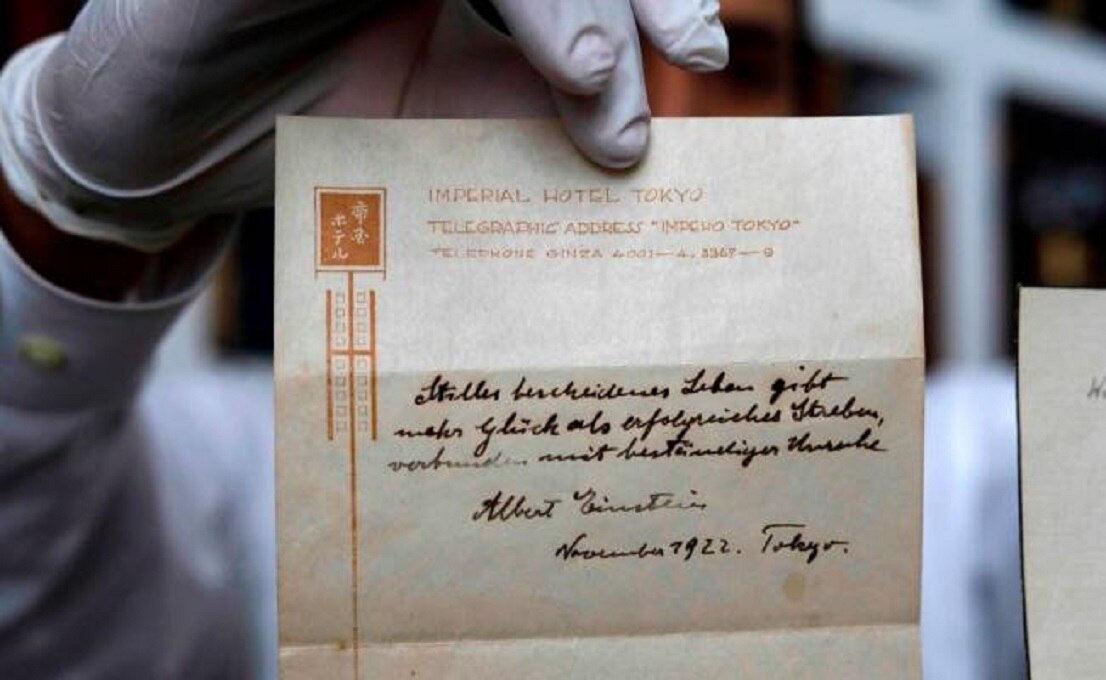 帝国
ホテル
IMPERIAL HOTEL TOKYO
TELEGRAPHIC ADDRESS "IMPEHO TOKYO"
TELEPHONE GINZA 4001—4, 3367—9
Stilles bescheidenes Leben gibt
mehr Glück als erfolgreiches Streben,
verbunden mit beständiger Unruhe
Albert Einstein
November 1922. Tokyo.